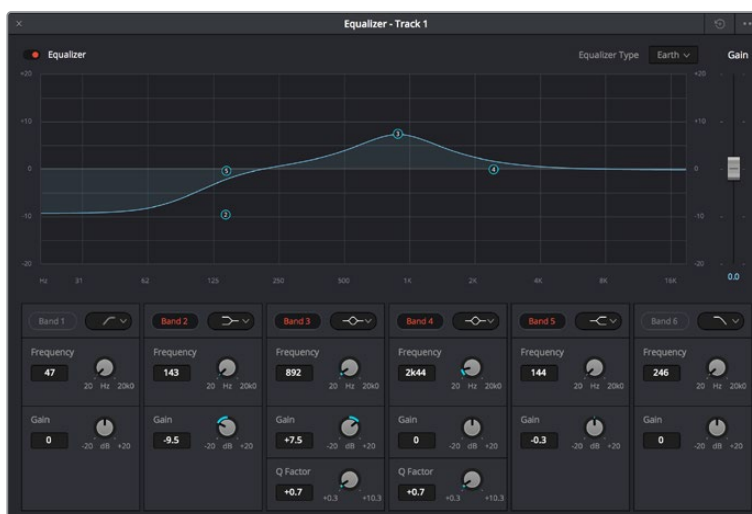 Equalizer - Track 1
Equalizer
Equalizer Type
Earth
Gain
+20
+20
+10
+10
0
0
-10
-10
-20
-20
3
5
4
2
Hz 31 62 125 250 500 1K 2K 4K 8K 16K
0.0
Band 1
Band 2
Band 3
Band 4
Band 5
Band 6
Frequency Frequency Frequency Frequency Frequency Frequency
47 143 892 2k44 144 246
20 Hz 20k0 20 Hz 20k0 20 Hz 20k0 20 Hz 20k0 20 Hz 20k0 20 Hz 20k0
Gain Gain Gain Gain Gain Gain
0 -9.5 +7.5 0 -0.3 0
-20 dB +20 -20 dB +20 -20 dB +20 -20 dB +20 -20 dB +20 -20 dB +20
Q Factor Q Factor
+0.7 +0.7
+0.3 +10.3 +0.3 +10.3